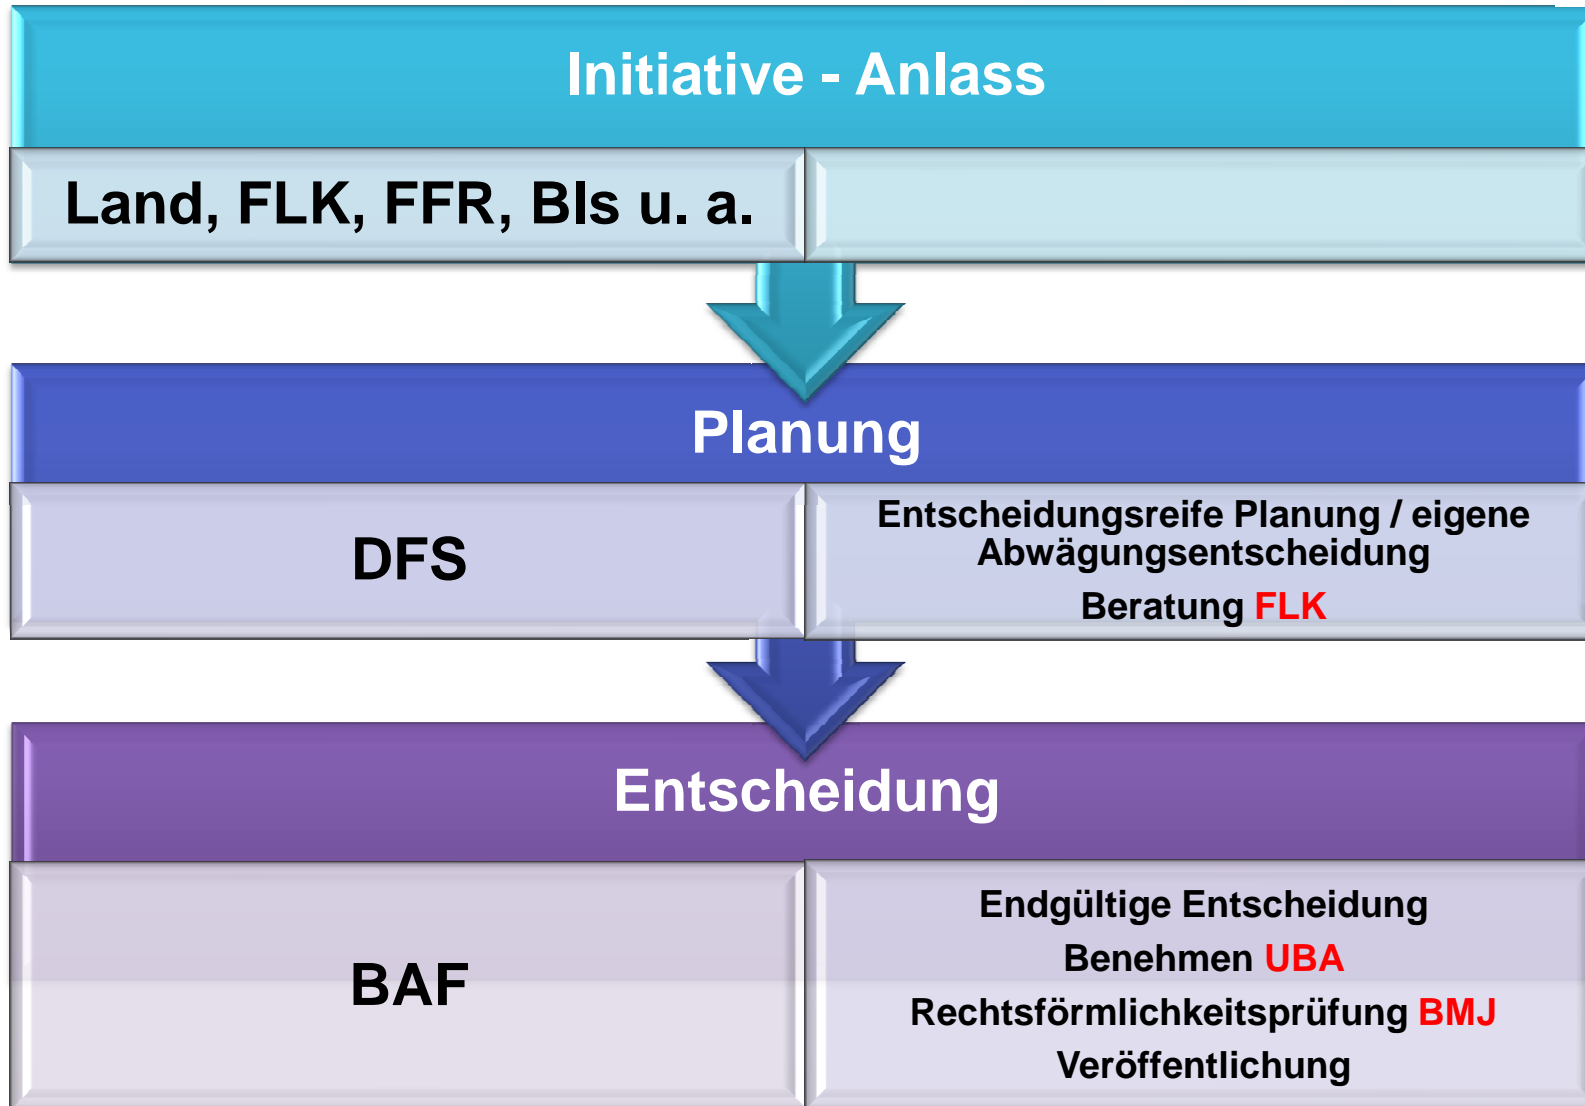 Initiative - Anlass
Land, FLK, FFR, BIs u. a.
Planung
DFS
Entscheidungsreife Planung / eigene
Abwägungsentscheidung
Beratung FLK
Entscheidung
BAF
Endgültige Entscheidung
Benehmen UBA
Rechtsförmlichkeitsprüfung BMJ
Veröffentlichung